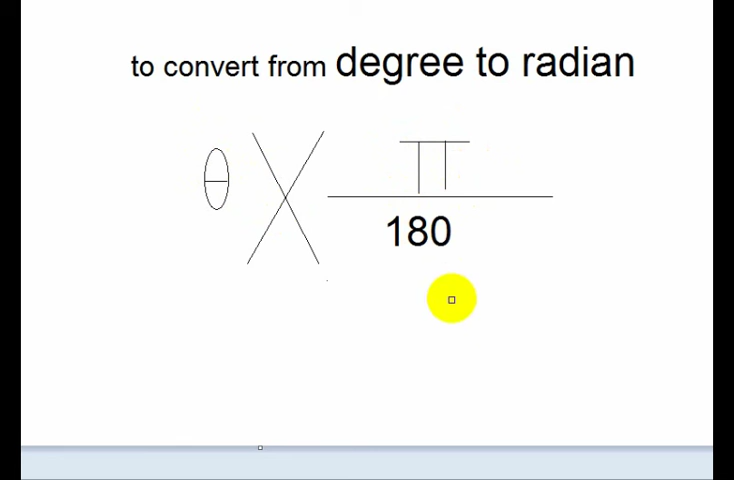 to convert from degree to radian
θ X π
180